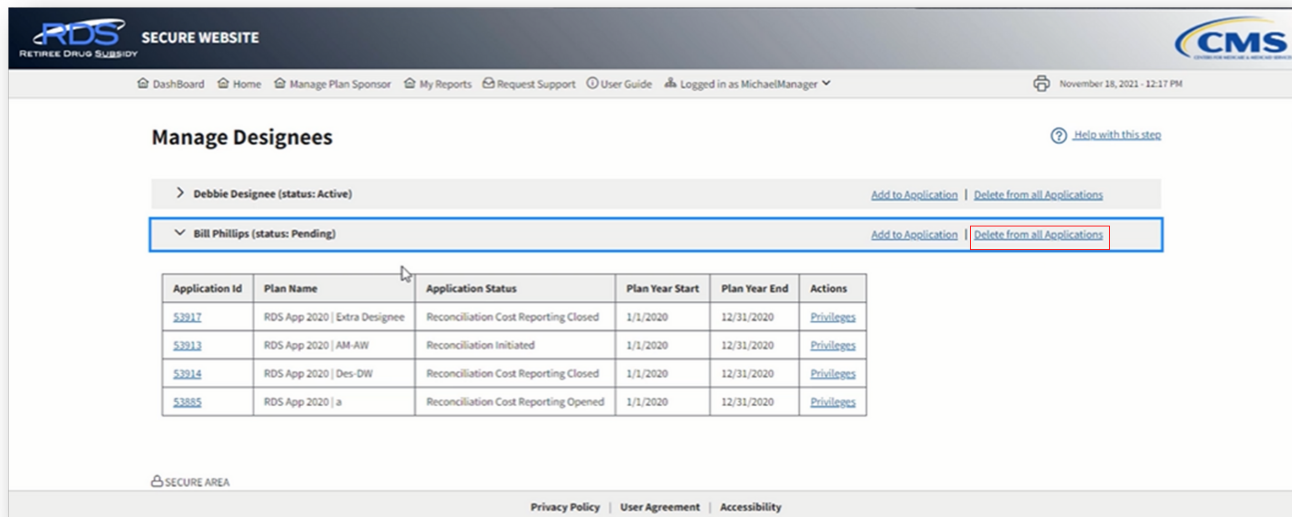 RDS SECURE WEBSITE
RETIREE DRUG SUBSIDY
CMS
CENTERS FOR MEDICARE & MEDICAID SERVICES
DashBoard Home Manage Plan Sponsor My Reports Request Support User Guide Logged in as MichaelManager November 18, 2021 - 12:17 PM
Manage Designees Help with this step
Debbie Designee (status: Active) Add to Application | Delete from all Applications
Bill Phillips (status: Pending) Add to Application | Delete from all Applications
Application Id Plan Name Application Status Plan Year Start Plan Year End Actions
53917 RDS App 2020 | Extra Designee Reconciliation Cost Reporting Closed 1/1/2020 12/31/2020 Privileges
53913 RDS App 2020 | AM-AW Reconciliation Initiated 1/1/2020 12/31/2020 Privileges
53914 RDS App 2020 | Des-DW Reconciliation Cost Reporting Closed 1/1/2020 12/31/2020 Privileges
53885 RDS App 2020 | a Reconciliation Cost Reporting Opened 1/1/2020 12/31/2020 Privileges
SECURE AREA
Privacy Policy | User Agreement | Accessibility